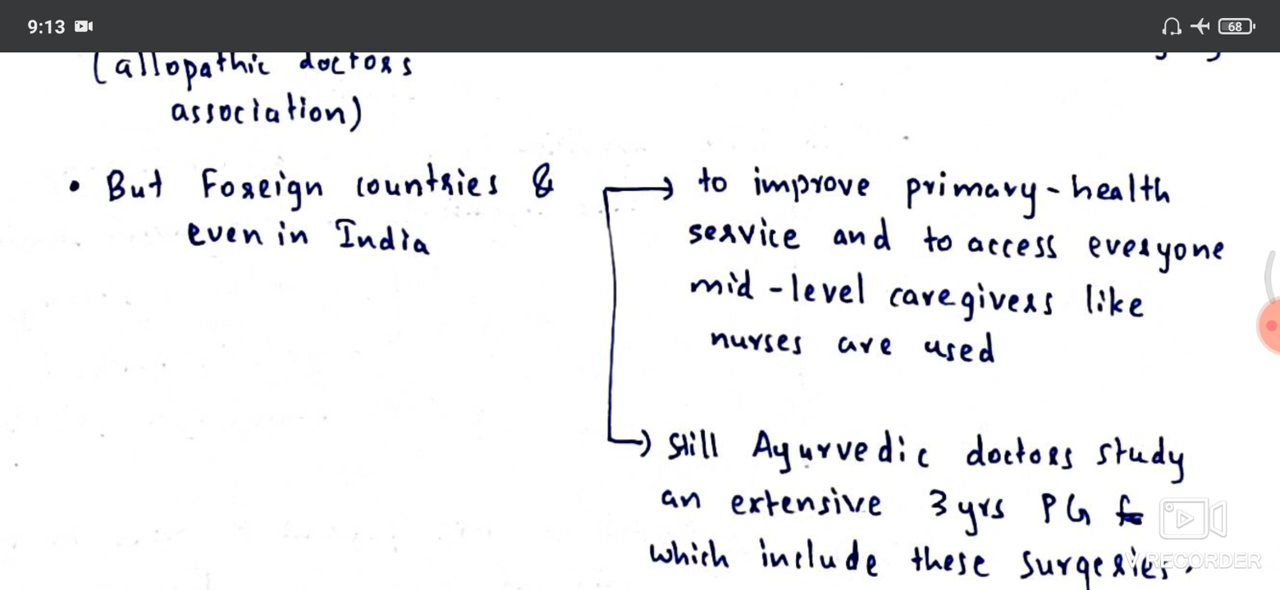 9:13
68
(allopathic doctors
association)
• But Foreign countries &
even in India
→ to improve primary-health
service and to access everyone
mid-level caregivers like
nurses are used
→ Still Ayurvedic doctors study
an extensive 3 yrs PG
which include these surgeries.
V RECORDER